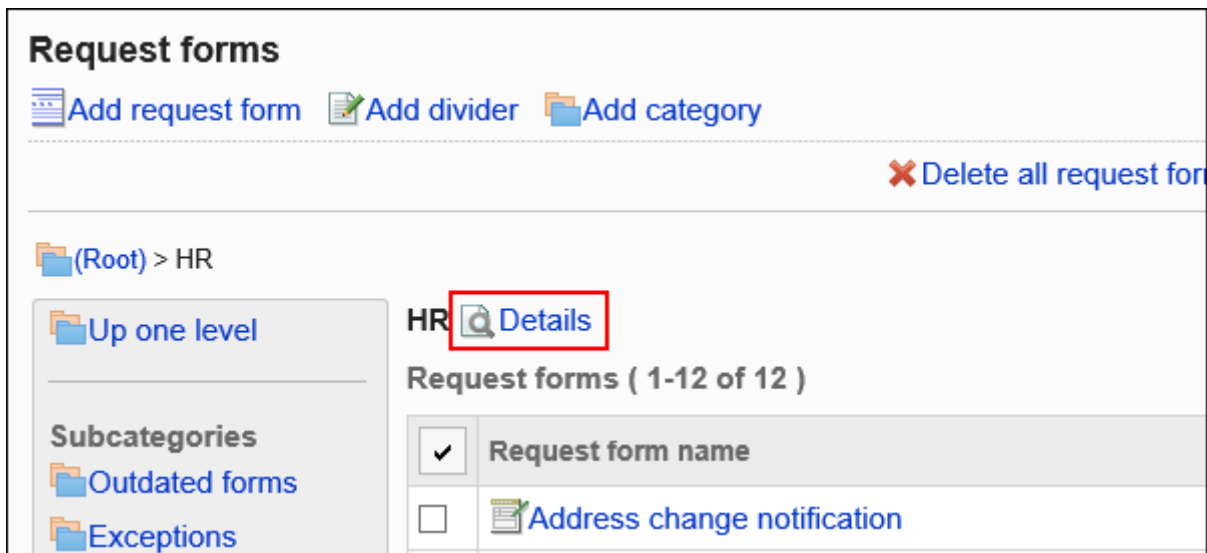 Request forms
Add request form Add divider Add category
Delete all request
(Root) > HR
Up one level
HR Details
Request forms ( 1-12 of 12 )
Subcategories
Outdated forms
Exceptions
Request form name
Address change notification